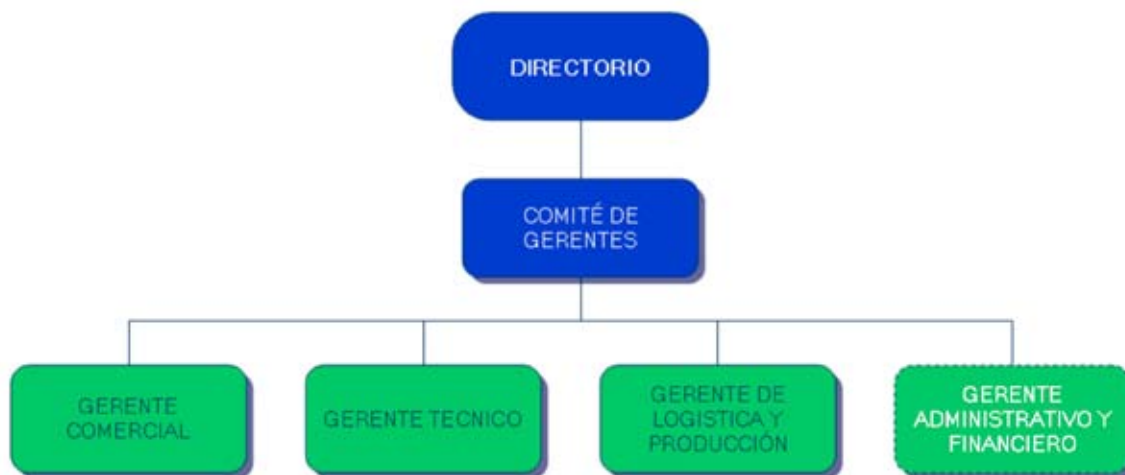 DIRECTORIO
COMITÉ DE
GERENTES
GERENTE
COMERCIAL
GERENTE TECNICO
GERENTE DE
LOGISTICA Y
PRODUCCIÓN
GERENTE
ADMINISTRATIVO Y
FINANCIERO